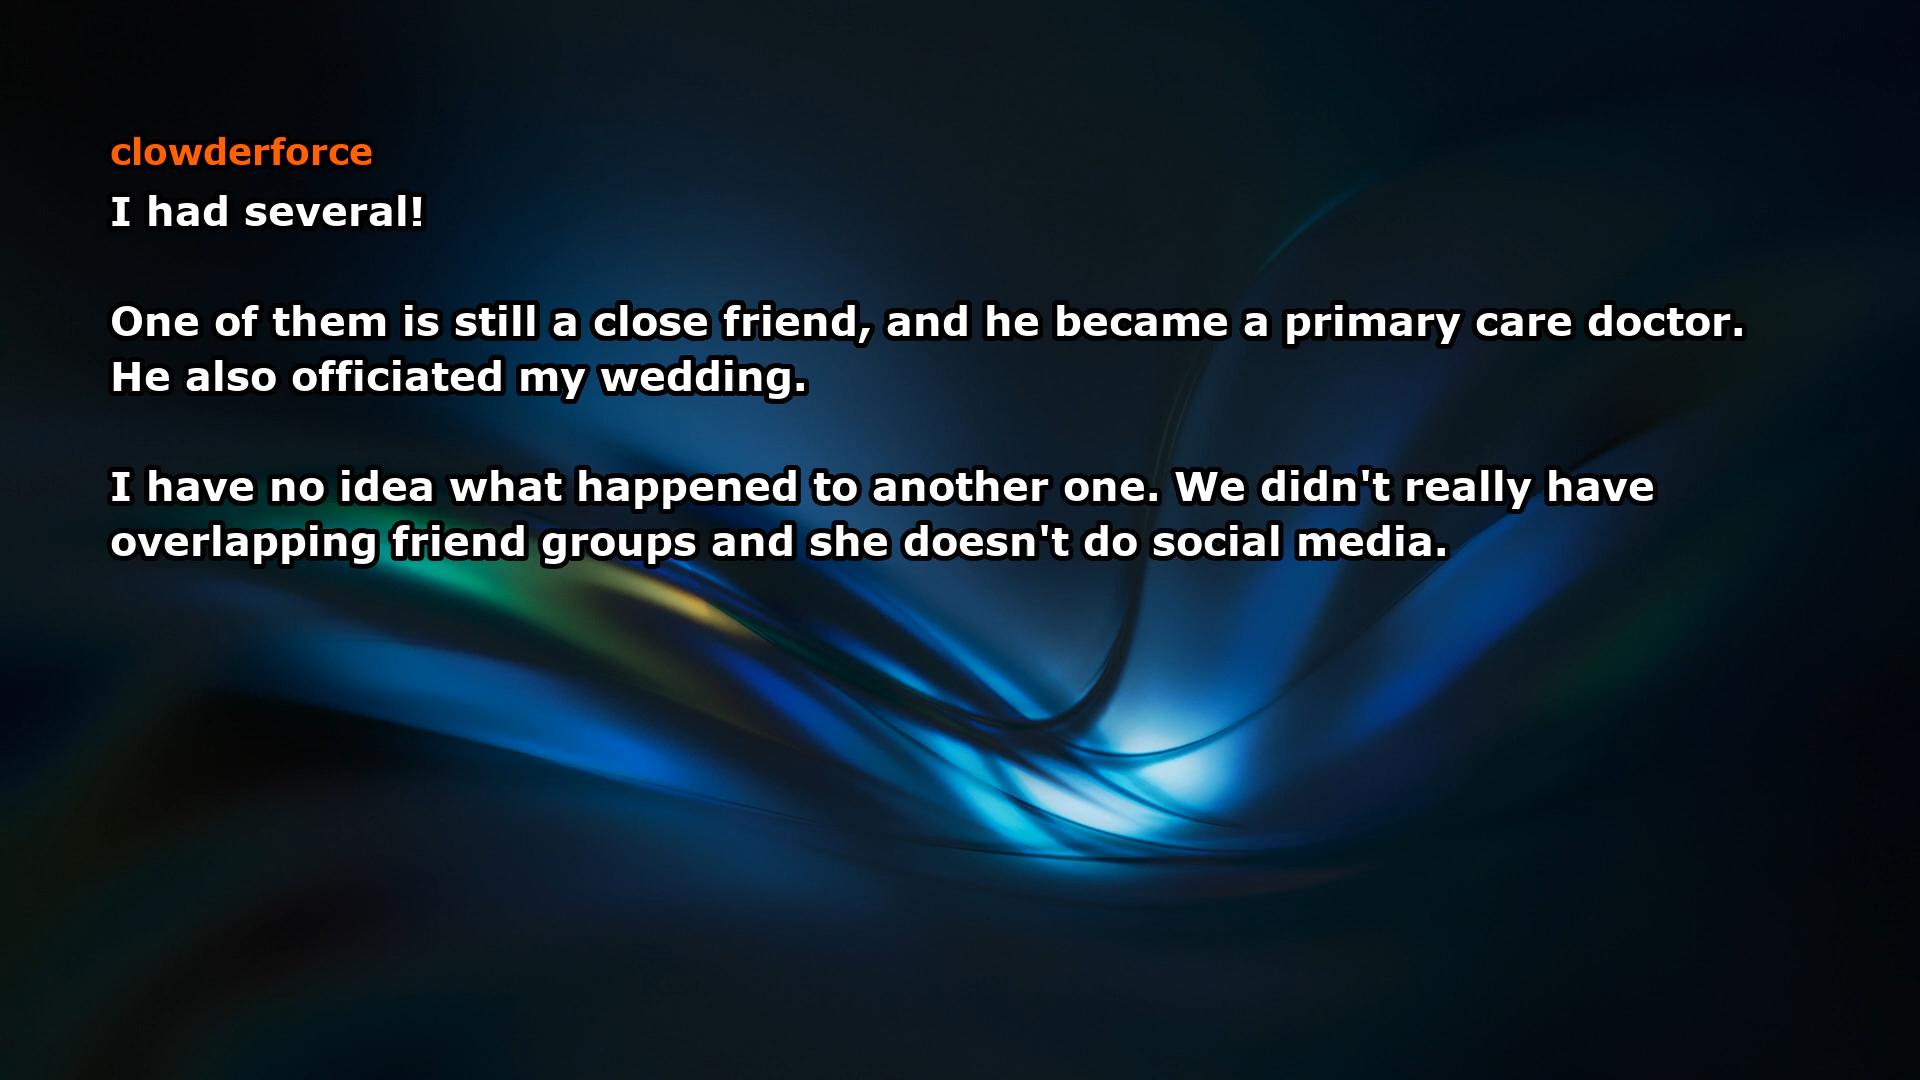 clowderforce
I had several!
One of them is still a close friend, and he became a primary care doctor.
He also officiated my wedding.
I have no idea what happened to another one. We didn't really have
overlapping friend groups and she doesn't do social media.